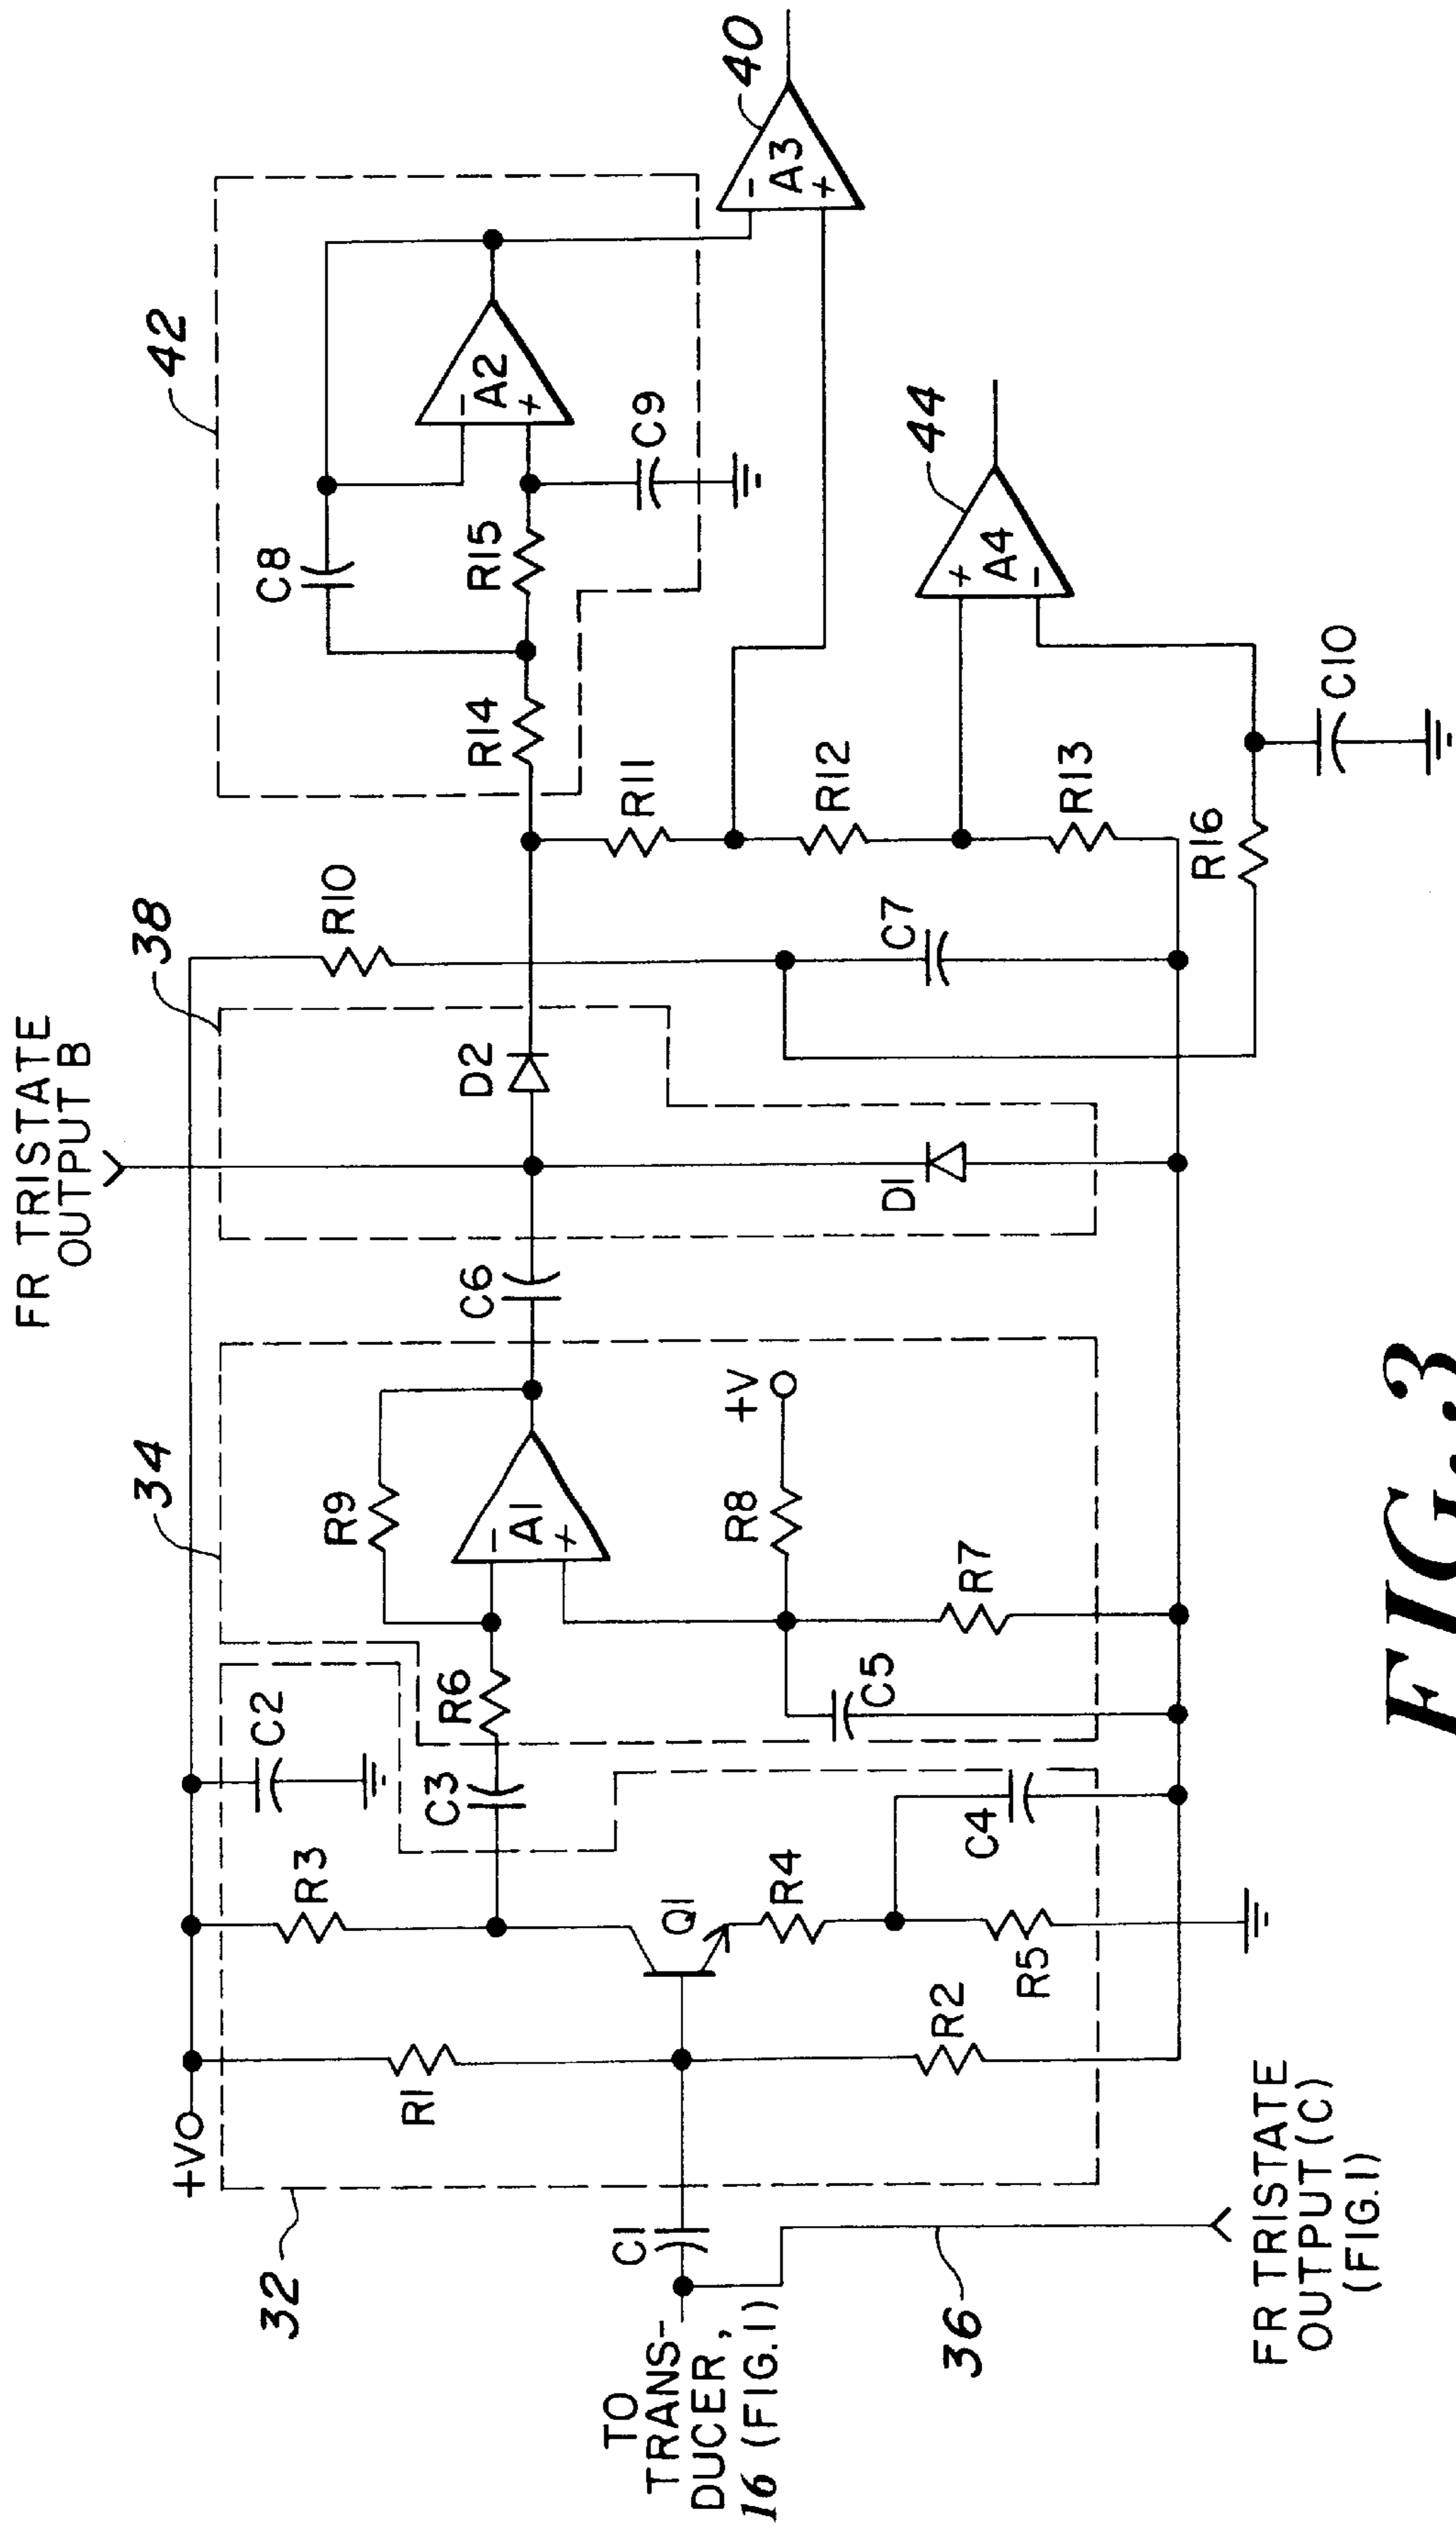 FR TRISTATE
OUTPUT B
34
38
42
+V
32
R1
R3
C2
R9
R10
C8
A2
-
+
C9
40
A3
-
+
TO
TRANS-
DUCER,
16 (FIG.1)
C1
C3
R6
A1
-
+
C6
D2
R14
R15
Q1
R4
R2
R5
C4
C5
R8
+V
R7
D1
C7
R11
R12
R13
R16
A4
+
-
44
C10
36
FR TRISTATE
OUTPUT (C)
(FIG.1)
FIG.3